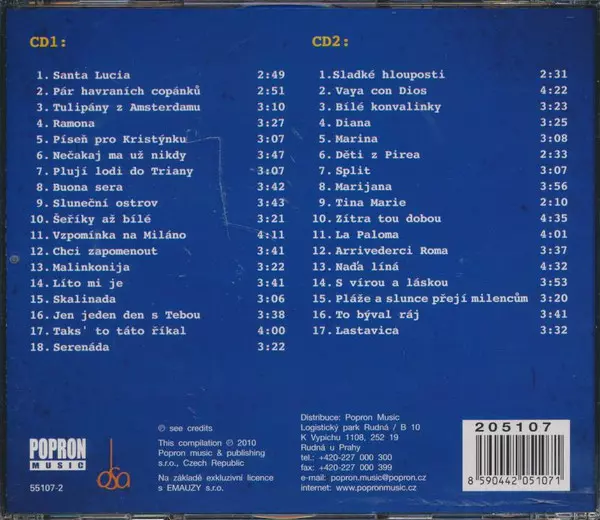 CD1:
1. Santa Lucia 2:49
2. Pár havraních copánků 2:51
3. Tulipány z Amsterdamu 3:10
4. Ramona 3:27
5. Píseň pro Kristýnku 3:07
6. Nečakaj ma už nikdy 3:47
7. Plují lodi do Triany 3:07
8. Buona sera 3:42
9. Sluneční ostrov 3:43
10. Šeříky až bílé 3:21
11. Vzpomínka na Miláno 4:11
12. Chci zapomenout 3:41
13. Malinkonija 3:22
14. Líto mi je 3:41
15. Skalinada 3:06
16. Jen jeden den s Tebou 3:38
17. Taks' to táto říkal 4:00
18. Serenáda 3:22
CD2:
1. Sladké hlouposti 2:31
2. Vaya con Dios 4:22
3. Bílé konvalinky 3:23
4. Diana 3:25
5. Marina 3:08
6. Děti z Pirea 2:33
7. Split 3:07
8. Marijana 3:56
9. Tina Marie 2:10
10. Zítra tou dobou 4:35
11. La Paloma 4:01
12. Arrivederci Roma 3:37
13. Naďa líná 4:32
14. S vírou a láskou 3:53
15. Pláže a slunce přejí milencům 3:20
16. To býval ráj 3:41
17. Lastavica 3:32
POPRON
MUSIC
55107-2
osa
℗ see credits
This compilation ℗ 2010
Popron music & publishing
s.r.o., Czech Republic
Na základě exkluzivní licence
s EMAUZY s.r.o.
Distribuce: Popron Music
Logistický park Rudná / B 10
K Vypichu 1108, 252 19
Rudná u Prahy
tel.: +420-227 000 300
fax: +420-227 000 399
e-mail: popron.music@popron.cz
internet: www.popronmusic.cz
205107
8 590442 051071